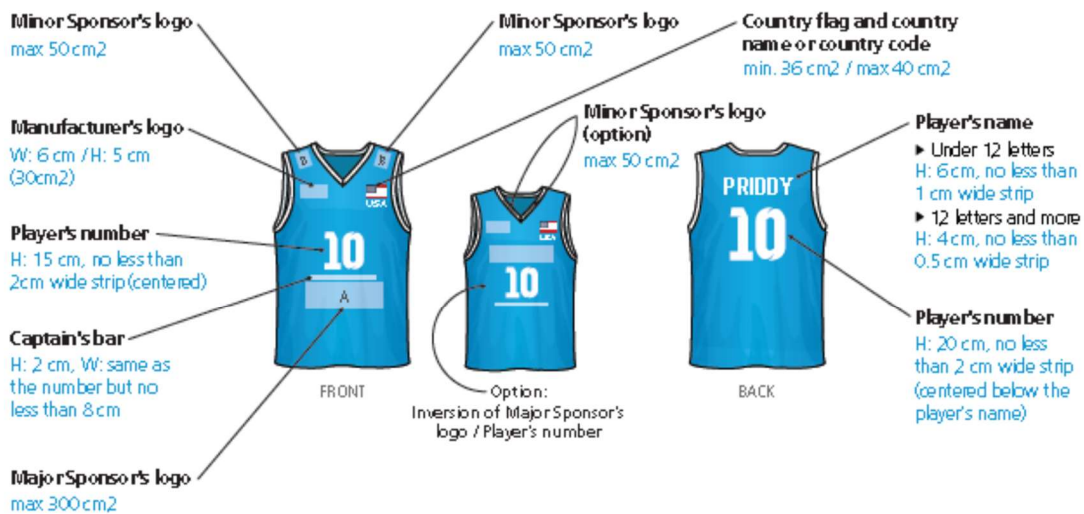 Minor Sponsor's logo
max 50 cm2
Minor Sponsor's logo
max 50 cm2
Country flag and country
name or country code
min. 36 cm2 / max 40 cm2
Manufacturer's logo
W: 6 cm / H: 5 cm
(30cm2)
Minor Sponsor's logo
(option)
max 50 cm2
Player's name
▸ Under 12 letters
H: 6 cm, no less than
1 cm wide strip
▸ 12 letters and more
H: 4 cm, no less than
0.5 cm wide strip
Player's number
H: 15 cm, no less than
2cm wide strip (centered)
Captain's bar
H: 2 cm, W: same as
the number but no
less than 8 cm
Major Sponsor's logo
max 300 cm2
B
B
USA
10
A
FRONT
USA
10
Option:
Inversion of Major Sponsor's
logo / Player's number
PRIDDY
10
BACK
Player's number
H: 20 cm, no less
than 2 cm wide strip
(centered below the
player's name)